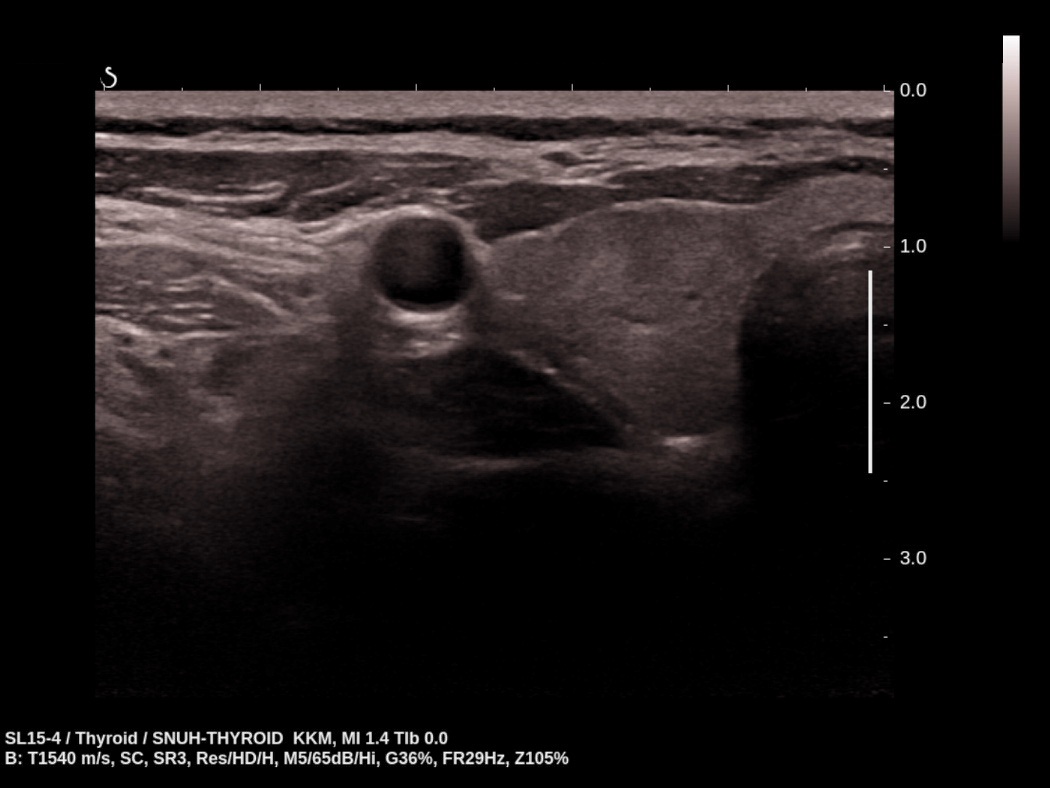 S
0.0
1.0
2.0
3.0
SL15-4 / Thyroid / SNUH-THYROID KKM, MI 1.4 TIb 0.0
B: T1540 m/s, SC, SR3, Res/HD/H, M5/65dB/Hi, G36%, FR29Hz, Z105%